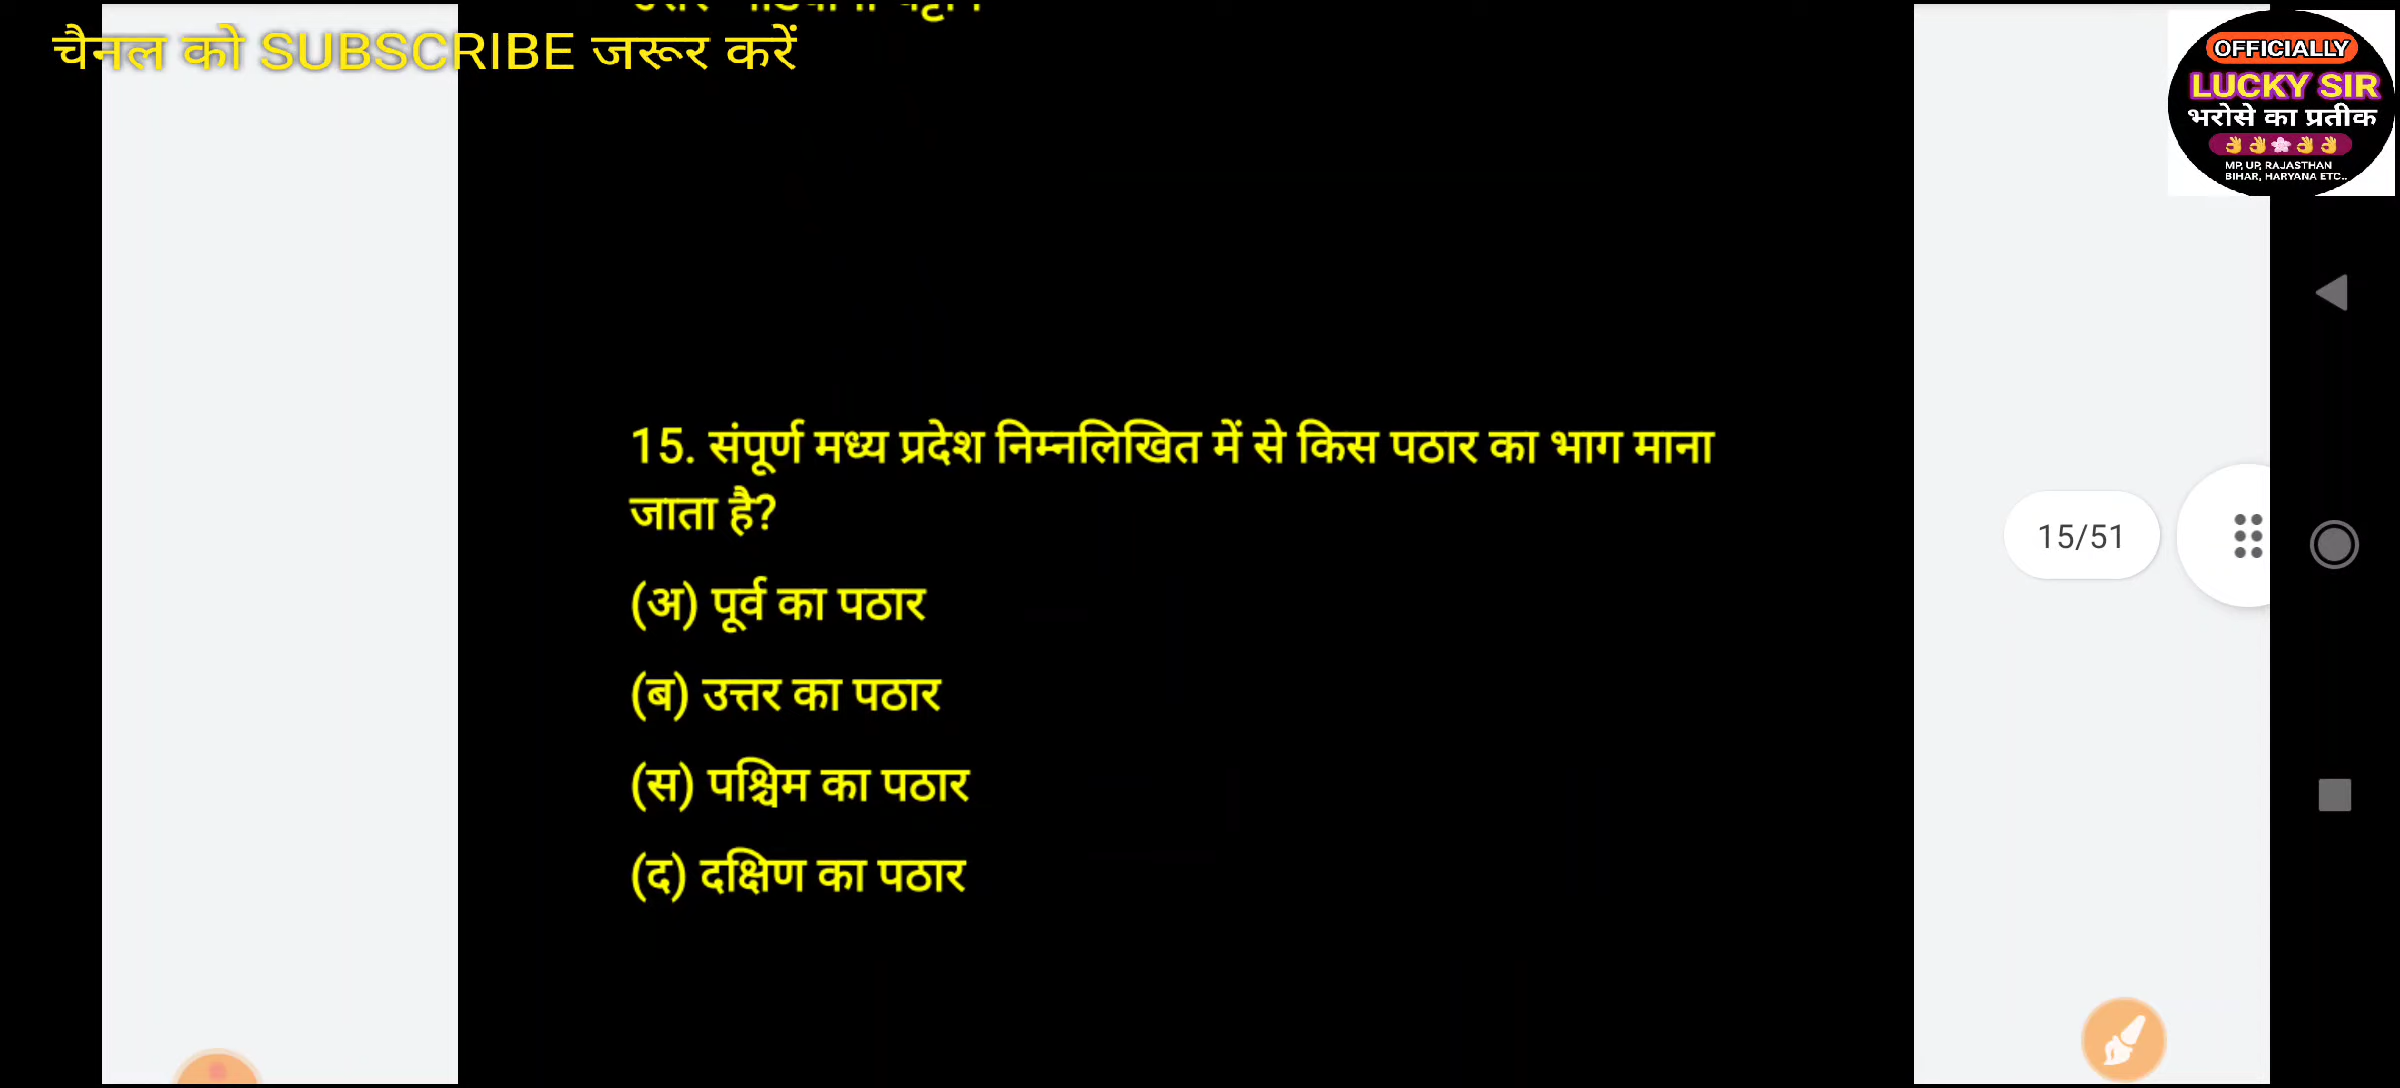 चैनल को SUBSCRIBE जरूर करें
OFFICIALLY
LUCKY SIR
भरोसे का प्रतीक
MP, UP, RAJASTHAN
BIHAR, HARYANA ETC..
15. संपूर्ण मध्य प्रदेश निम्नलिखित में से किस पठार का भाग माना
जाता है?
15/51
(अ) पूर्व का पठार
(ब) उत्तर का पठार
(स) पश्चिम का पठार
(द) दक्षिण का पठार